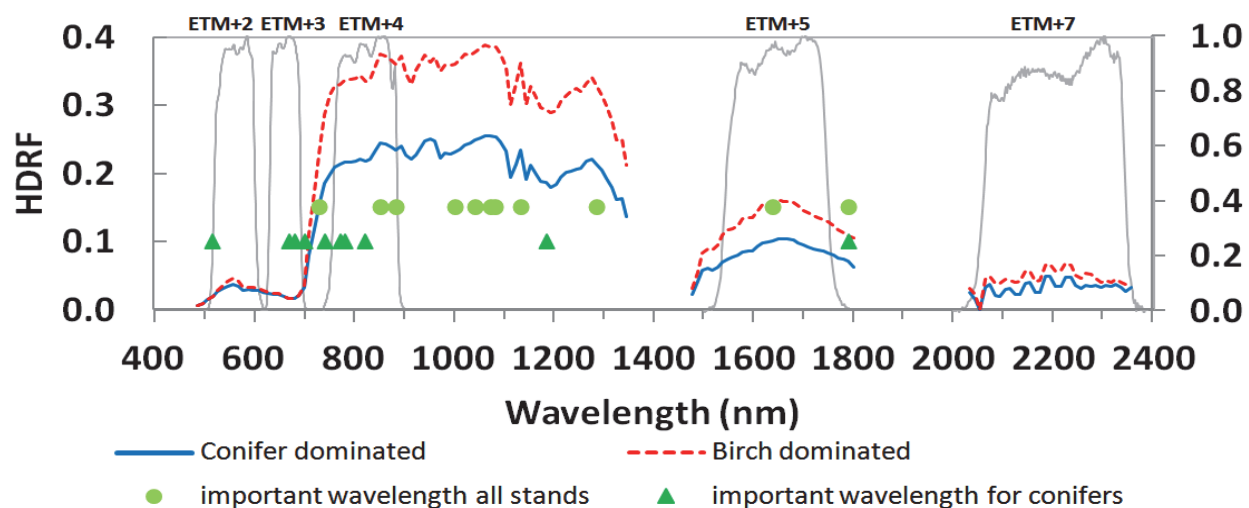 ETM+2 ETM+3 ETM+4 ETM+5 ETM+7
0.4 1.0
0.3 0.8
0.2 0.6
0.1 0.4
0.0 0.2
0.0
HDRF
400 600 800 1000 1200 1400 1600 1800 2000 2200 2400
Wavelength (nm)
Conifer dominated Birch dominated
important wavelength all stands important wavelength for conifers